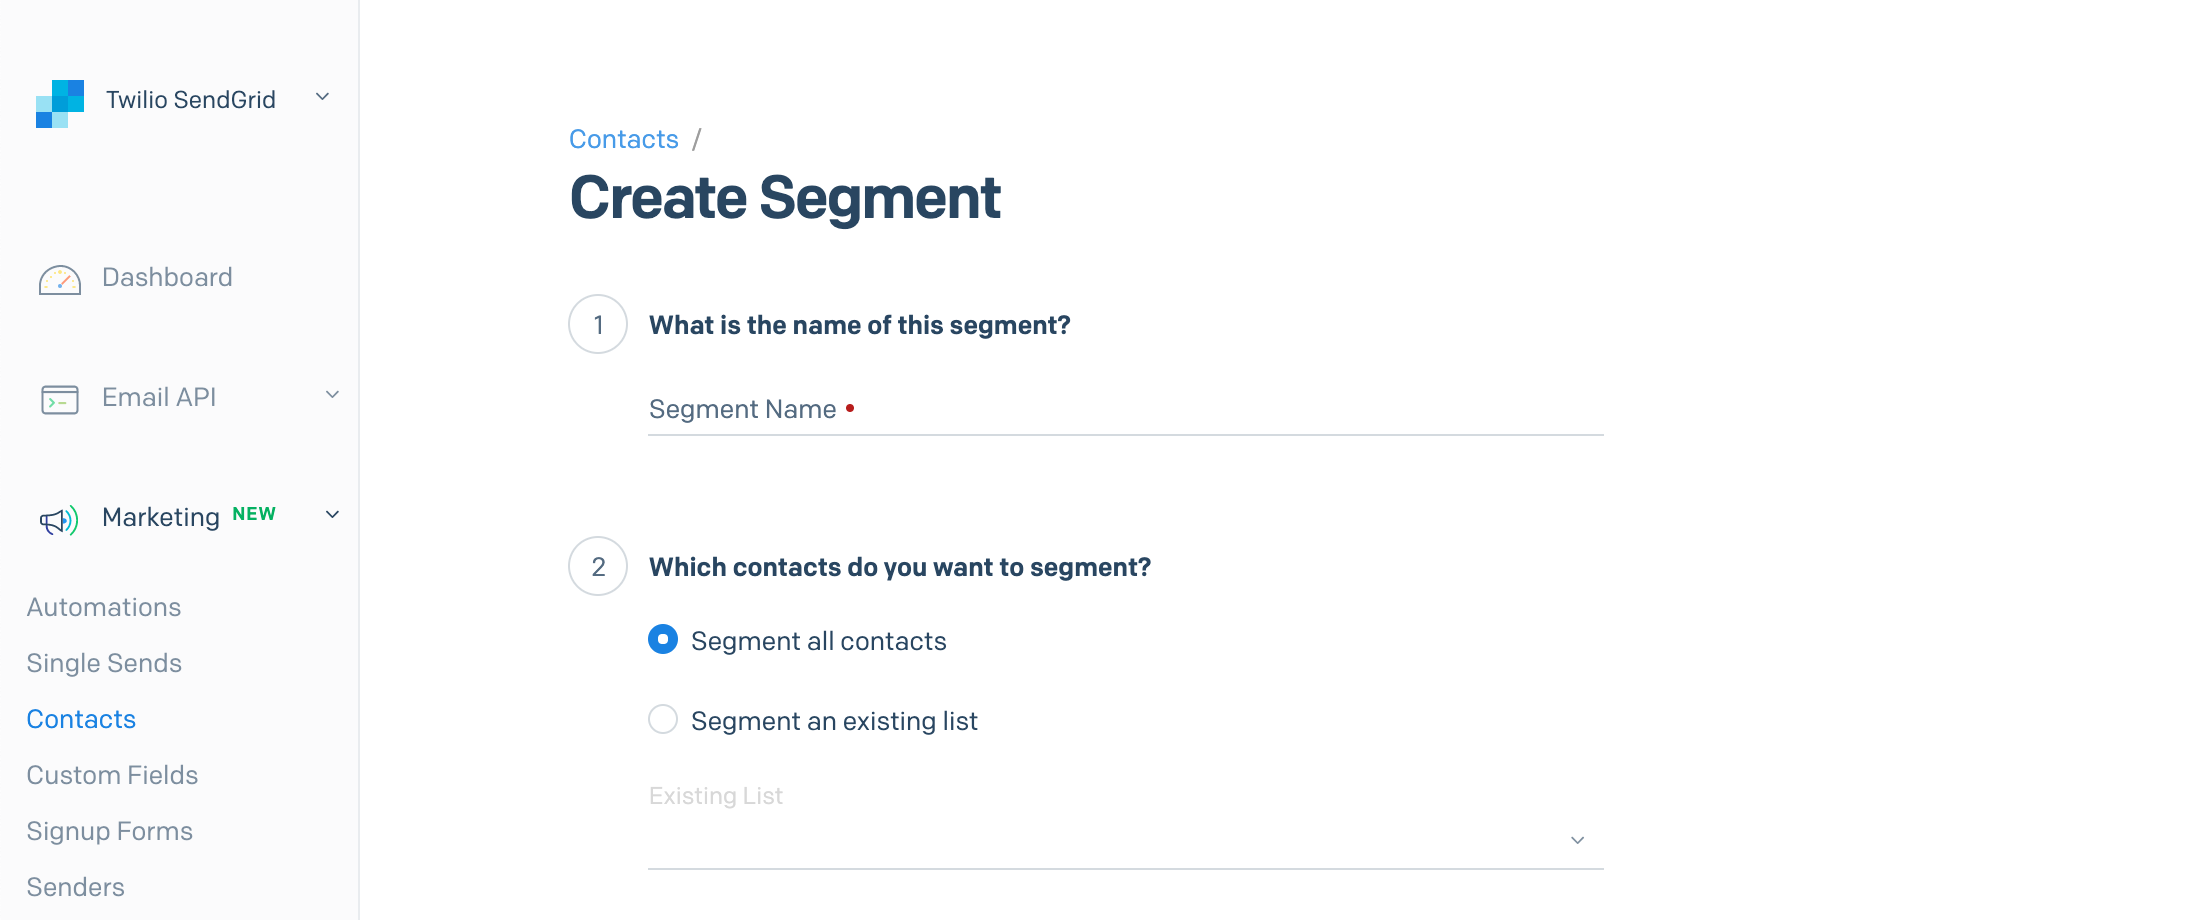 Twilio SendGrid
Dashboard
Email API
Marketing NEW
Automations
Single Sends
Contacts
Custom Fields
Signup Forms
Senders
Contacts /
Create Segment
1 What is the name of this segment?
Segment Name
2 Which contacts do you want to segment?
Segment all contacts
Segment an existing list
Existing List